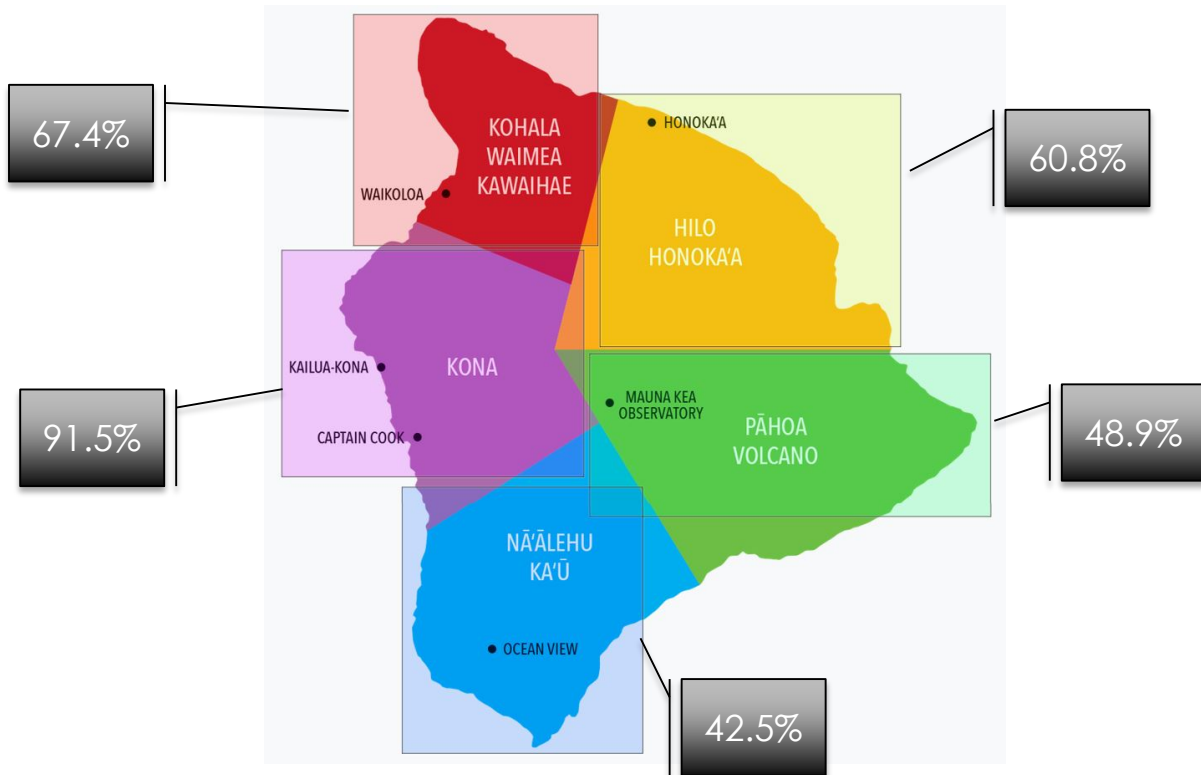 67.4%
KOHALA
WAIMEA
KAWAIHAE
WAIKOLOA
HONOKA‘A
60.8%
HILO
HONOKA‘A
91.5%
KAILUA-KONA
KONA
CAPTAIN COOK
MAUNA KEA
OBSERVATORY
PĀHOA
VOLCANO
48.9%
NĀ‘ĀLEHU
KA‘Ū
OCEAN VIEW
42.5%